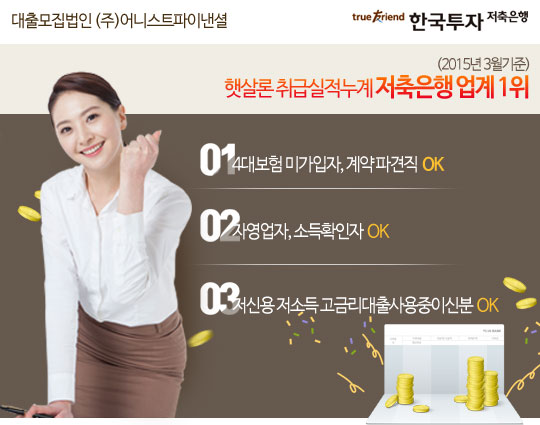 대출모집법인 (주)어니스트파이낸셜
true Friend 한국투자 저축은행
(2015년 3월기준)
햇살론 취급실적누계 저축은행 업계 1위
01 4대보험 미가입자, 계약 파견직 OK
02 자영업자, 소득확인자 OK
03 저신용 저소득 고금리대출사용중이신분 OK